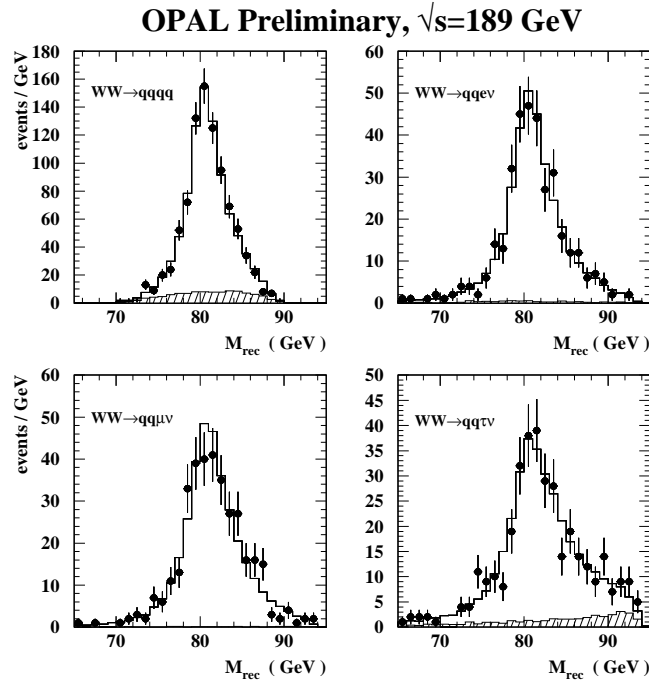 OPAL Preliminary, √s=189 GeV
events / GeV
180
160
140
120
100
80
60
40
20
0
WW→qqqq
70 80 90
M_rec ( GeV )
60
50
40
30
20
10
0
WW→qqeν
70 80 90
M_rec ( GeV )
events / GeV
60
50
40
30
20
10
0
WW→qqμν
70 80 90
M_rec ( GeV )
50
45
40
35
30
25
20
15
10
5
0
WW→qqτν
70 80 90
M_rec ( GeV )